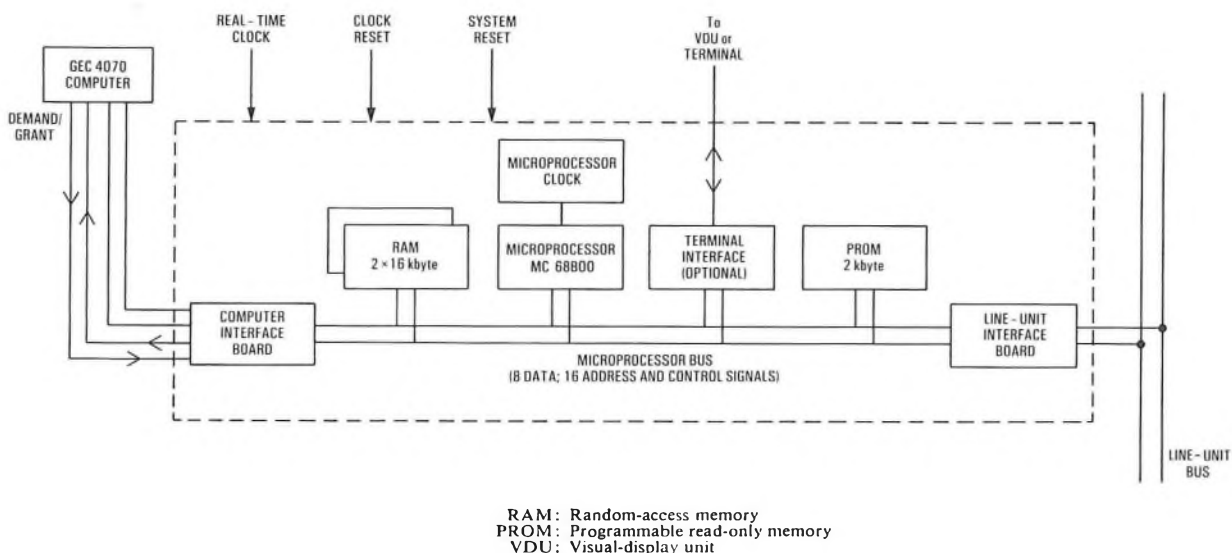 REAL-TIME
CLOCK
CLOCK
RESET
SYSTEM
RESET
To
VDU or
TERMINAL
GEC 4070
COMPUTER
DEMAND/
GRANT
MICROPROCESSOR
CLOCK
RAM
2 × 16 kbyte
MICROPROCESSOR
MC 68B00
TERMINAL
INTERFACE
(OPTIONAL)
PROM
2 kbyte
COMPUTER
INTERFACE
BOARD
LINE-UNIT
INTERFACE
BOARD
MICROPROCESSOR BUS
(8 DATA; 16 ADDRESS AND CONTROL SIGNALS)
LINE-UNIT
BUS
RAM: Random-access memory
PROM: Programmable read-only memory
VDU: Visual-display unit